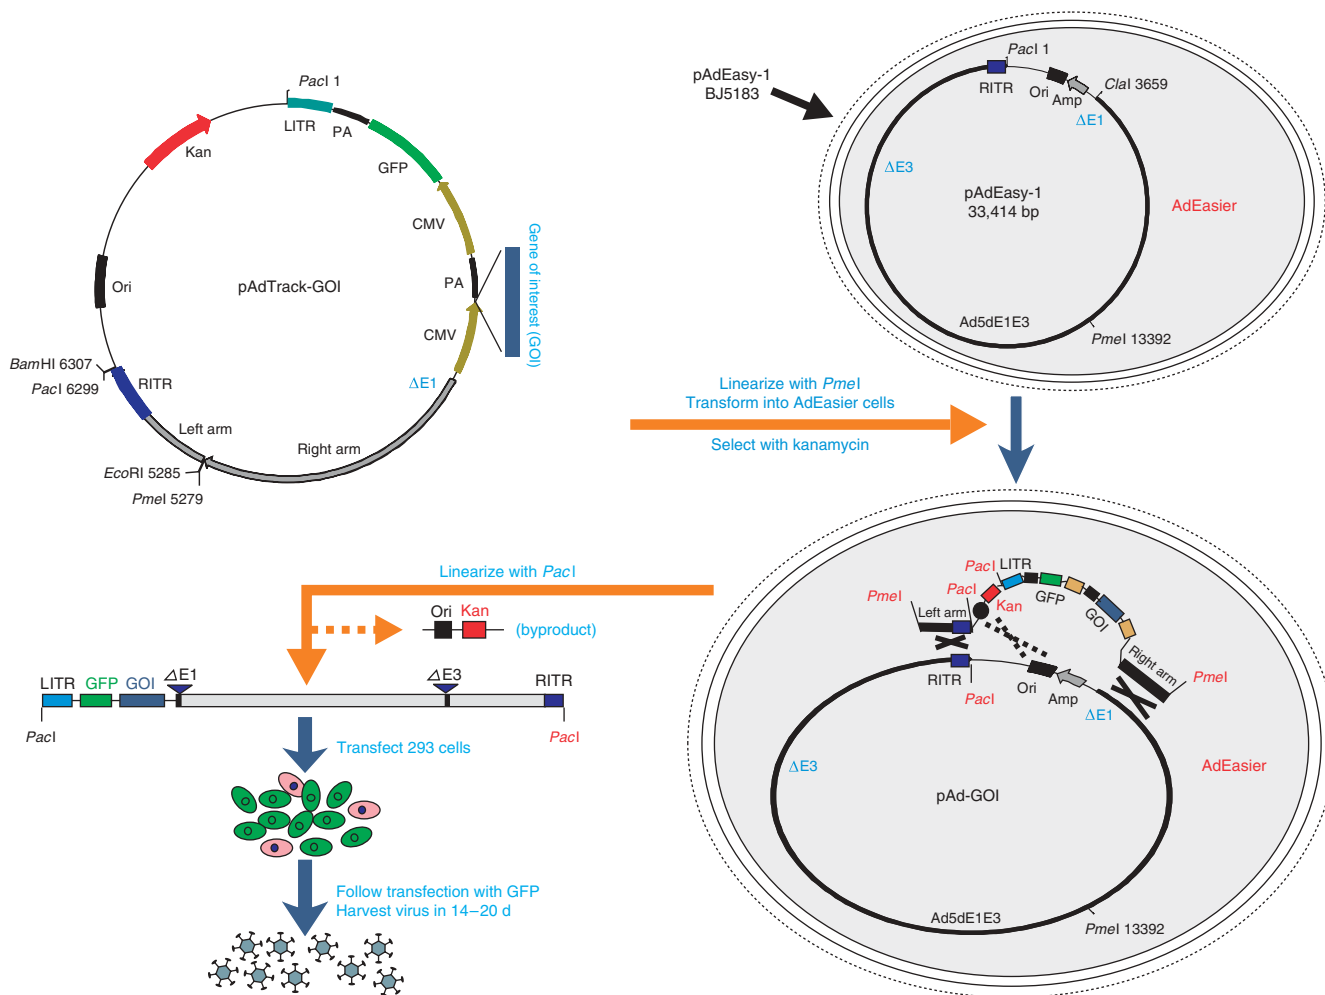 PacI 1
LITR
PA
GFP
Kan
CMV
Ori
pAdTrack-GOI
PA
Gene of interest (GOI)
CMV
BamHI 6307
PacI 6299
RITR
ΔE1
Left arm
Right arm
EcoRI 5285
PmeI 5279
pAdEasy-1
BJ5183
PacI 1
RITR
Ori
Amp
ClaI 3659
ΔE1
ΔE3
pAdEasy-1
33,414 bp
AdEasier
Ad5dE1E3
PmeI 13392
Linearize with PmeI
Transform into AdEasier cells
Select with kanamycin
PacI
LITR
GFP
GOI
PmeI
Left arm
PacI
Kan
Right arm
PmeI
RITR
PacI
Ori
Amp
ΔE1
ΔE3
AdEasier
pAd-GOI
Ad5dE1E3
PmeI 13392
Linearize with PacI
Ori
Kan
(byproduct)
LITR
GFP
GOI
ΔE1
ΔE3
RITR
PacI
PacI
Transfect 293 cells
Follow transfection with GFP
Harvest virus in 14–20 d